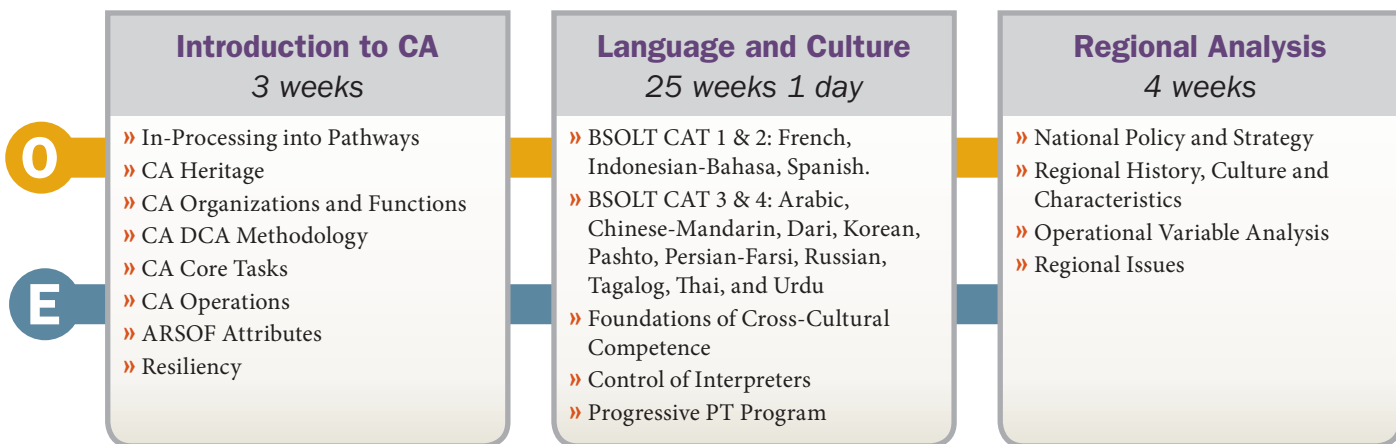 O
E
Introduction to CA
3 weeks
» In-Processing into Pathways
» CA Heritage
» CA Organizations and Functions
» CA DCA Methodology
» CA Core Tasks
» CA Operations
» ARSOF Attributes
» Resiliency
Language and Culture
25 weeks 1 day
» BSOLT CAT 1 & 2: French,
Indonesian-Bahasa, Spanish.
» BSOLT CAT 3 & 4: Arabic,
Chinese-Mandarin, Dari, Korean,
Pashto, Persian-Farsi, Russian,
Tagalog, Thai, and Urdu
» Foundations of Cross-Cultural
Competence
» Control of Interpreters
» Progressive PT Program
Regional Analysis
4 weeks
» National Policy and Strategy
» Regional History, Culture and
Characteristics
» Operational Variable Analysis
» Regional Issues